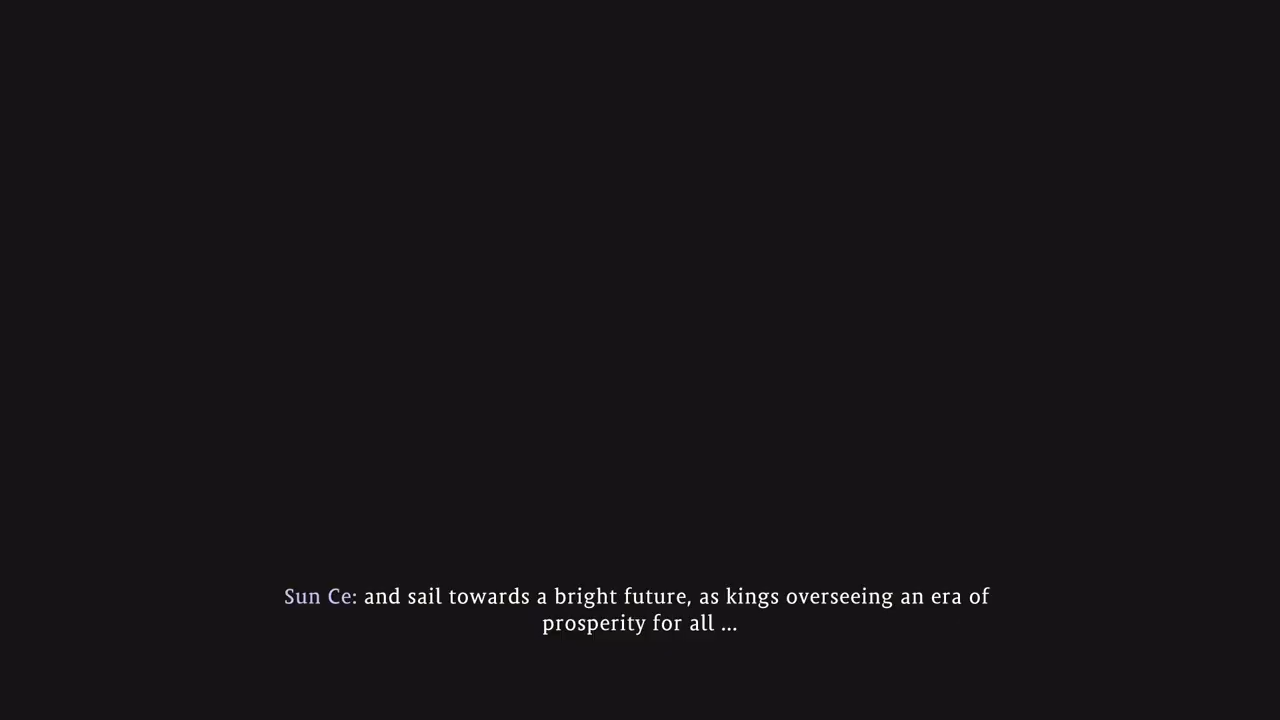 Sun Ce: and sail towards a bright future, as kings overseeing an era of
prosperity for all ...